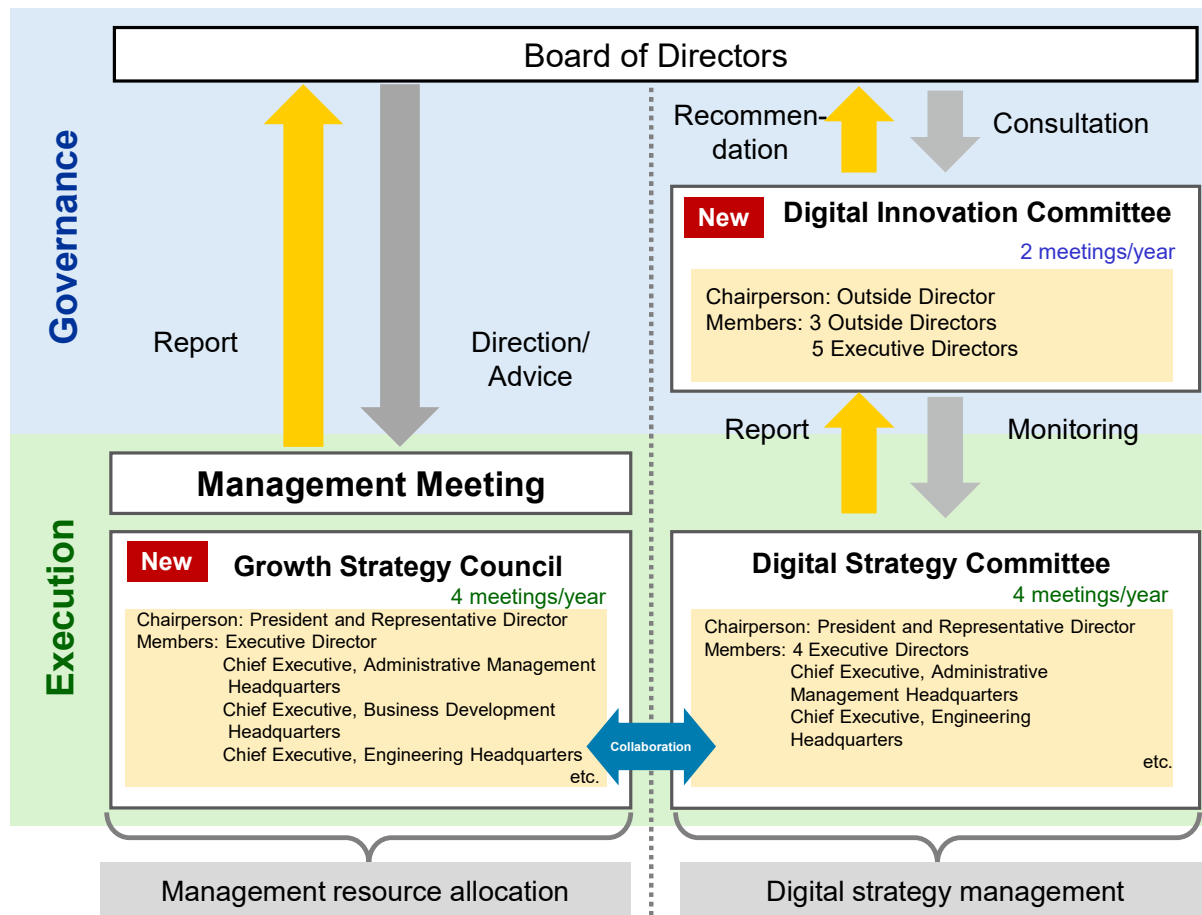 Board of Directors
Governance
Report
Direction/
Advice
Recommen-
dation
Consultation
New
Digital Innovation Committee
2 meetings/year
Chairperson: Outside Director
Members: 3 Outside Directors
5 Executive Directors
Report
Monitoring
Execution
Management Meeting
New
Growth Strategy Council
4 meetings/year
Chairperson: President and Representative Director
Members: Executive Director
Chief Executive, Administrative Management
Headquarters
Chief Executive, Business Development
Headquarters
Chief Executive, Engineering Headquarters
etc.
Collaboration
Digital Strategy Committee
4 meetings/year
Chairperson: President and Representative Director
Members: 4 Executive Directors
Chief Executive, Administrative
Management Headquarters
Chief Executive, Engineering
Headquarters
etc.
Management resource allocation
Digital strategy management